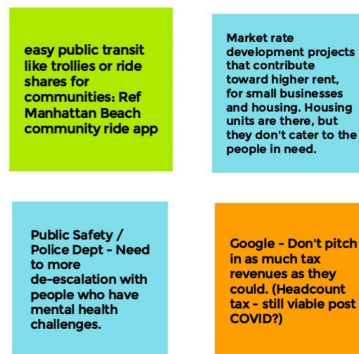 easy public transit
like trollies or ride
shares for
communities: Ref
Manhattan Beach
community ride app
Market rate
development projects
that contribute
toward higher rent,
for small businesses
and housing. Housing
units are there, but
they don't cater to the
people in need.
Public Safety /
Police Dept - Need
to more
de-escalation with
people who have
mental health
challenges.
Google - Don't pitch
in as much tax
revenues as they
could. (Headcount
tax - still viable post
COVID?)